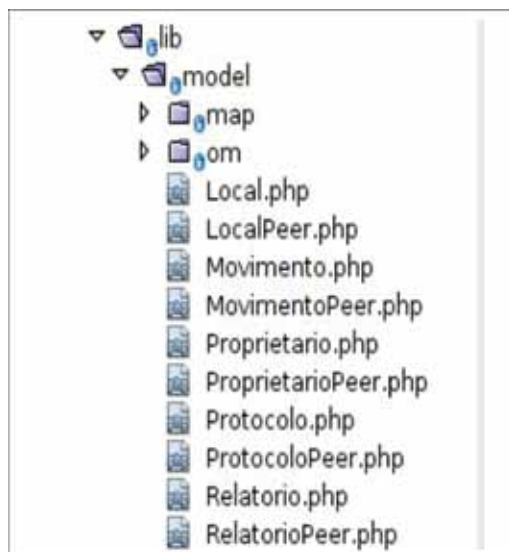 lib
model
map
om
Local.php
LocalPeer.php
Movimento.php
MovimentoPeer.php
Proprietario.php
ProprietarioPeer.php
Protocolo.php
ProtocoloPeer.php
Relatorio.php
RelatorioPeer.php